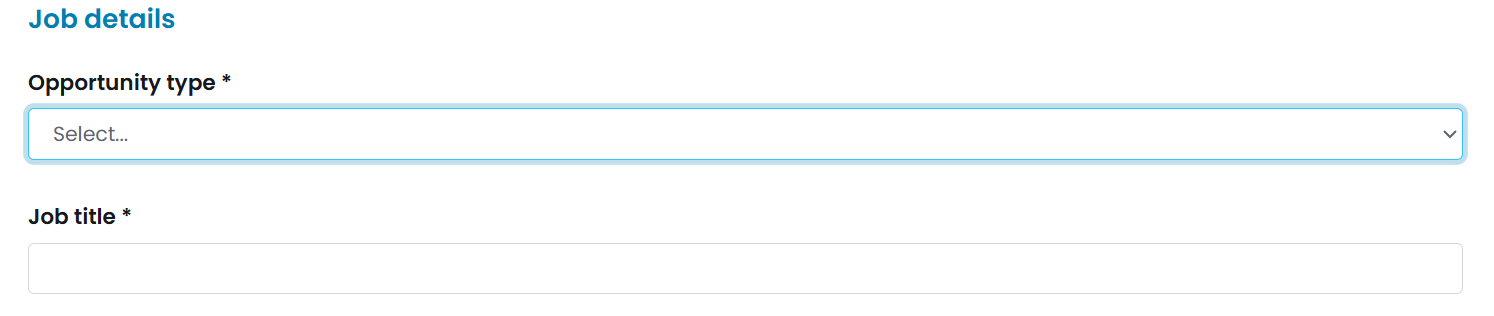 Job details
Opportunity type *
Select...
Job title *